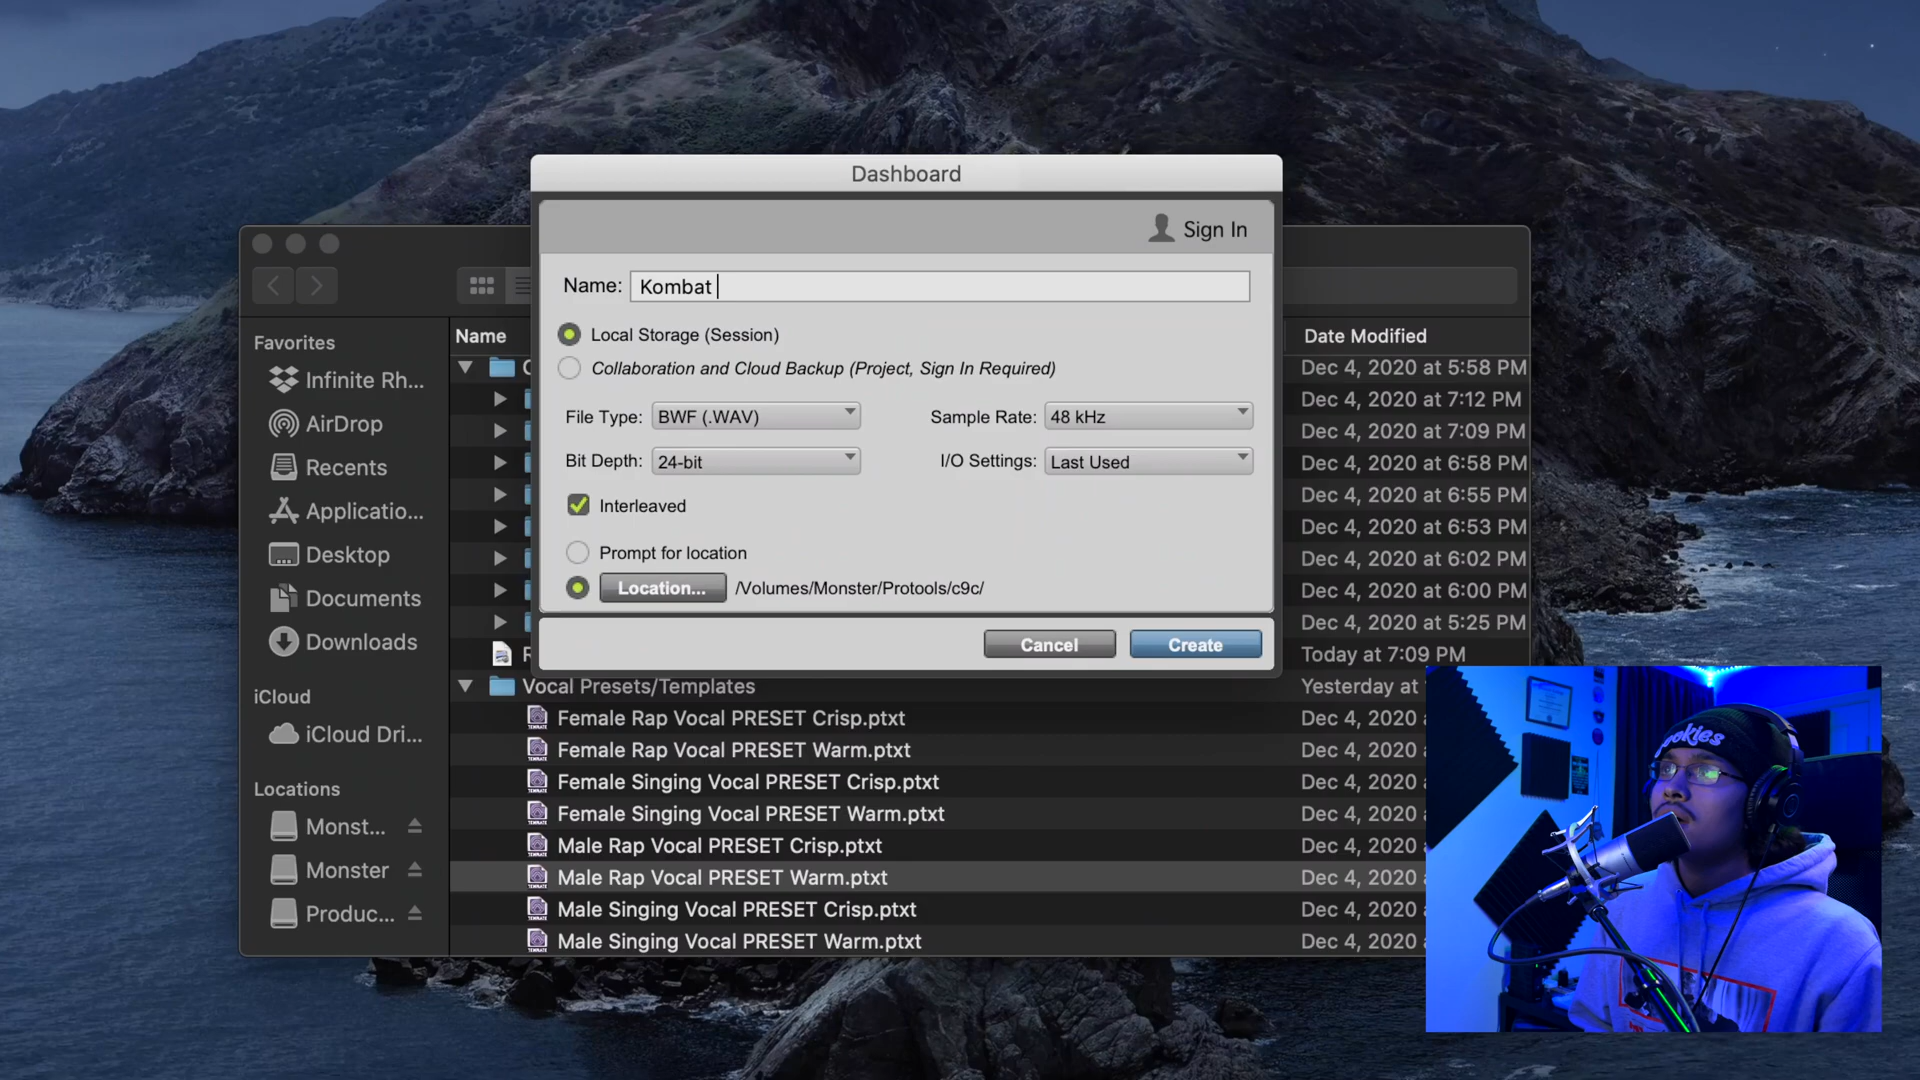 Dashboard
Sign In
Name: Kombat
Local Storage (Session)
Collaboration and Cloud Backup (Project, Sign In Required)
File Type: BWF (.WAV)
Sample Rate: 48 kHz
Bit Depth: 24-bit
I/O Settings: Last Used
Interleaved
Prompt for location
Location... /Volumes/Monster/Protools/c9c/
Cancel
Create
Favorites
Infinite Rh...
AirDrop
Recents
Applicatio...
Desktop
Documents
Downloads
iCloud
iCloud Dri...
Locations
Monst...
Monster
Produc...
Name
Date Modified
Dec 4, 2020 at 5:58 PM
Dec 4, 2020 at 7:12 PM
Dec 4, 2020 at 7:09 PM
Dec 4, 2020 at 6:58 PM
Dec 4, 2020 at 6:55 PM
Dec 4, 2020 at 6:53 PM
Dec 4, 2020 at 6:02 PM
Dec 4, 2020 at 6:00 PM
Dec 4, 2020 at 5:25 PM
Today at 7:09 PM
Vocal Presets/Templates Yesterday at
Female Rap Vocal PRESET Crisp.ptxt Dec 4, 2020
Female Rap Vocal PRESET Warm.ptxt Dec 4, 2020
Female Singing Vocal PRESET Crisp.ptxt Dec 4, 2020
Female Singing Vocal PRESET Warm.ptxt Dec 4, 2020
Male Rap Vocal PRESET Crisp.ptxt Dec 4, 2020
Male Rap Vocal PRESET Warm.ptxt Dec 4, 2020
Male Singing Vocal PRESET Crisp.ptxt Dec 4, 2020
Male Singing Vocal PRESET Warm.ptxt Dec 4, 2020
ookies